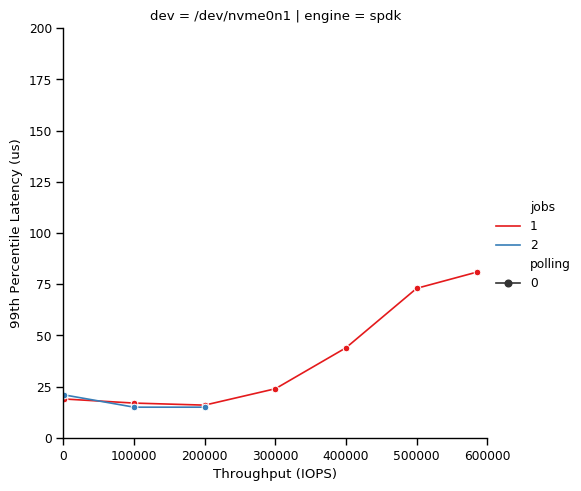 dev = /dev/nvme0n1 | engine = spdk
200
175
150
125
100
75
50
25
0
99th Percentile Latency (us)
0 100000 200000 300000 400000 500000 600000
Throughput (IOPS)
jobs
1
2
polling
0